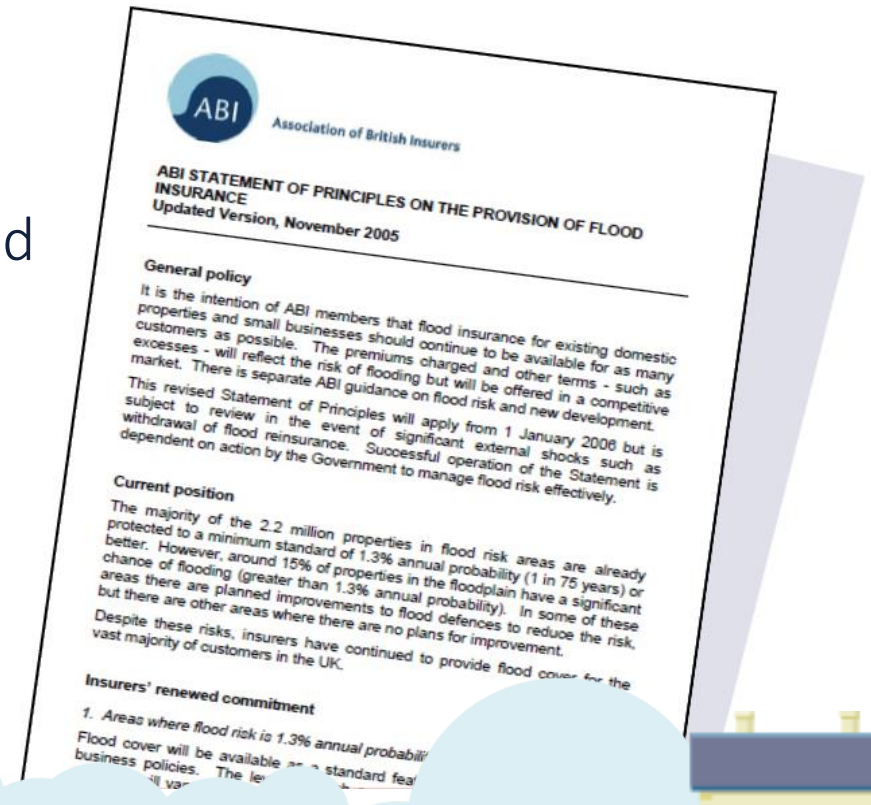 d
ABI
Association of British Insurers
ABI STATEMENT OF PRINCIPLES ON THE PROVISION OF FLOOD
INSURANCE
Updated Version, November 2005
General policy
It is the intention of ABI members that flood insurance for existing domestic
properties and small businesses should continue to be available for as many
customers as possible. The premiums charged and other terms - such as
excesses - will reflect the risk of flooding but will be offered in a competitive
market. There is separate ABI guidance on flood risk and new development.
This revised Statement of Principles will apply from 1 January 2006 but is
subject to review in the event of significant external shocks such as
withdrawal of flood reinsurance. Successful operation of the Statement is
dependent on action by the Government to manage flood risk effectively.
Current position
The majority of the 2.2 million properties in flood risk areas are already
protected to a minimum standard of 1.3% annual probability (1 in 75 years) or
better. However, around 15% of properties in the floodplain have a significant
chance of flooding (greater than 1.3% annual probability). In some of these
areas there are planned improvements to flood defences to reduce the risk,
but there are other areas where there are no plans for improvement.
Despite these risks, insurers have continued to provide flood cover for the
vast majority of customers in the UK.
Insurers' renewed commitment
1. Areas where flood risk is 1.3% annual
Flood cover will be available as a standard
business policies. The